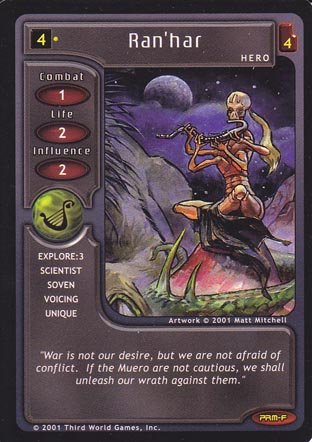 4
Ran'har
4
HERO
Combat
1
Life
2
Influence
2
EXPLORE:3
SCIENTIST
SOVEN
VOICING
UNIQUE
Artwork © 2001 Matt Mitchell
"War is not our desire, but we are not afraid of
conflict. If the Muero are not cautious, we shall
unleash our wrath against them."
© 2001 Third World Games, Inc.
PRM-F